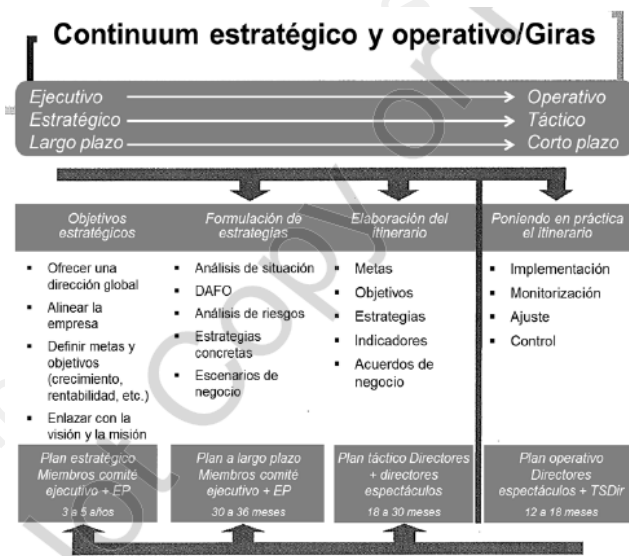 Continuum estratégico y operativo/Giras
Ejecutivo
Operativo
Estratégico
Táctico
Largo plazo
Corto plazo
Objetivos
estratégicos
▪ Ofrecer una
dirección global
▪ Alinear la
empresa
▪ Definir metas y
objetivos
(crecimiento,
rentabilidad, etc.)
▪ Enlazar con la
visión y la misión
Plan estratégico
Miembros comité
ejecutivo + EP
3 a 5 años
Formulación de
estrategias
▪ Análisis de situación
▪ DAFO
▪ Análisis de riesgos
▪ Estrategias
concretas
▪ Escenarios de
negocio
Plan a largo plazo
Miembros comité
ejecutivo + EP
30 a 36 meses
Elaboración del
itinerario
▪ Metas
▪ Objetivos
▪ Estrategias
▪ Indicadores
▪ Acuerdos de
negocio
Plan táctico Directores
+ directores
espectáculos
18 a 30 meses
Poniendo en práctica
el itinerario
▪ Implementación
▪ Monitorización
▪ Ajuste
▪ Control
Plan operativo
Directores
espectáculos + TSDir
12 a 18 meses
Not Copy or